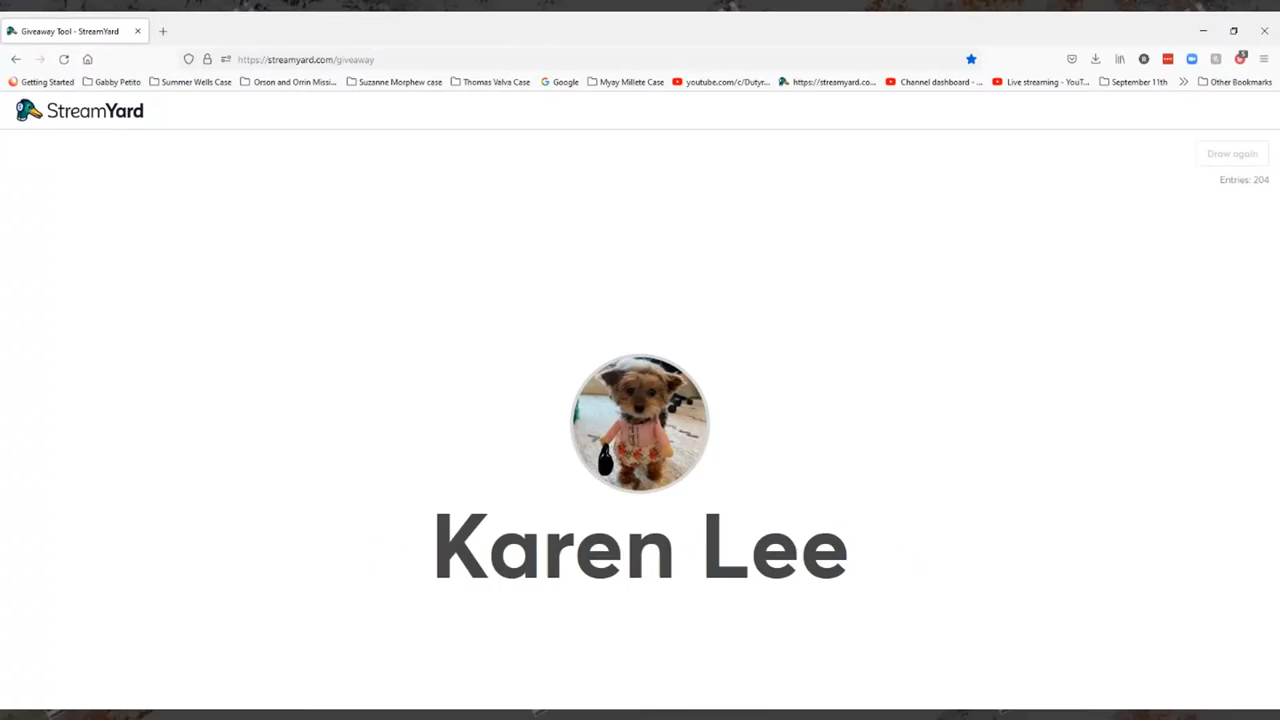 Giveaway Tool - StreamYard
https://streamyard.com/giveaway
Getting Started Gabby Petito Summer Wells Case Orson and Orrin Missi... Suzanne Morphew case Thomas Valva Case Google Myay Millete Case youtube.com/c/Dutyr... https://streamyard.co... Channel dashboard - ... Live streaming - YouT... September 11th Other Bookmarks
StreamYard
Draw again
Entries: 204
Karen Lee